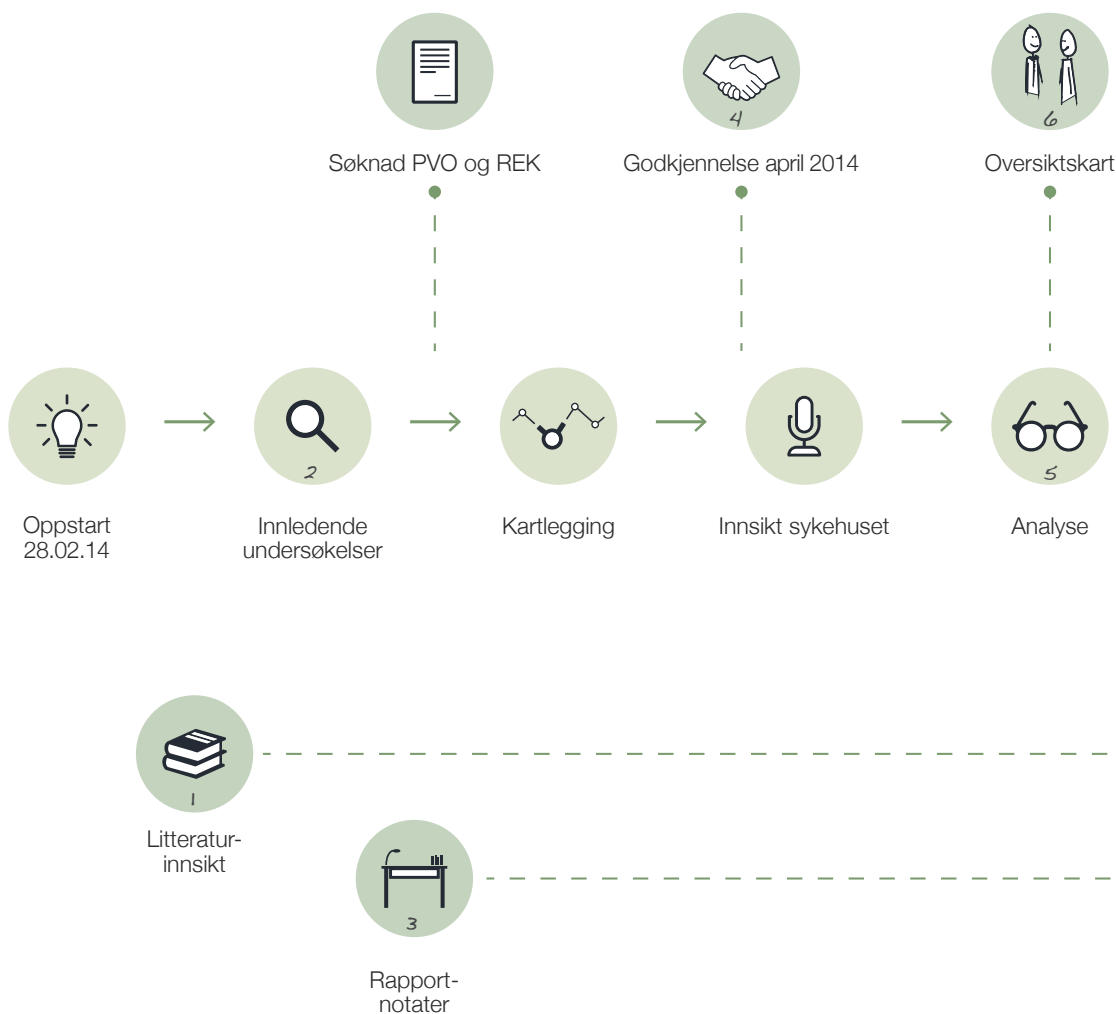 4
6
Søknad PVO og REK
Godkjennelse april 2014
Oversiktskart
2
5
Oppstart
28.02.14
Innledende
undersøkelser
Kartlegging
Innsikt sykehuset
Analyse
1
Litteratur-
innsikt
3
Rapport-
notater